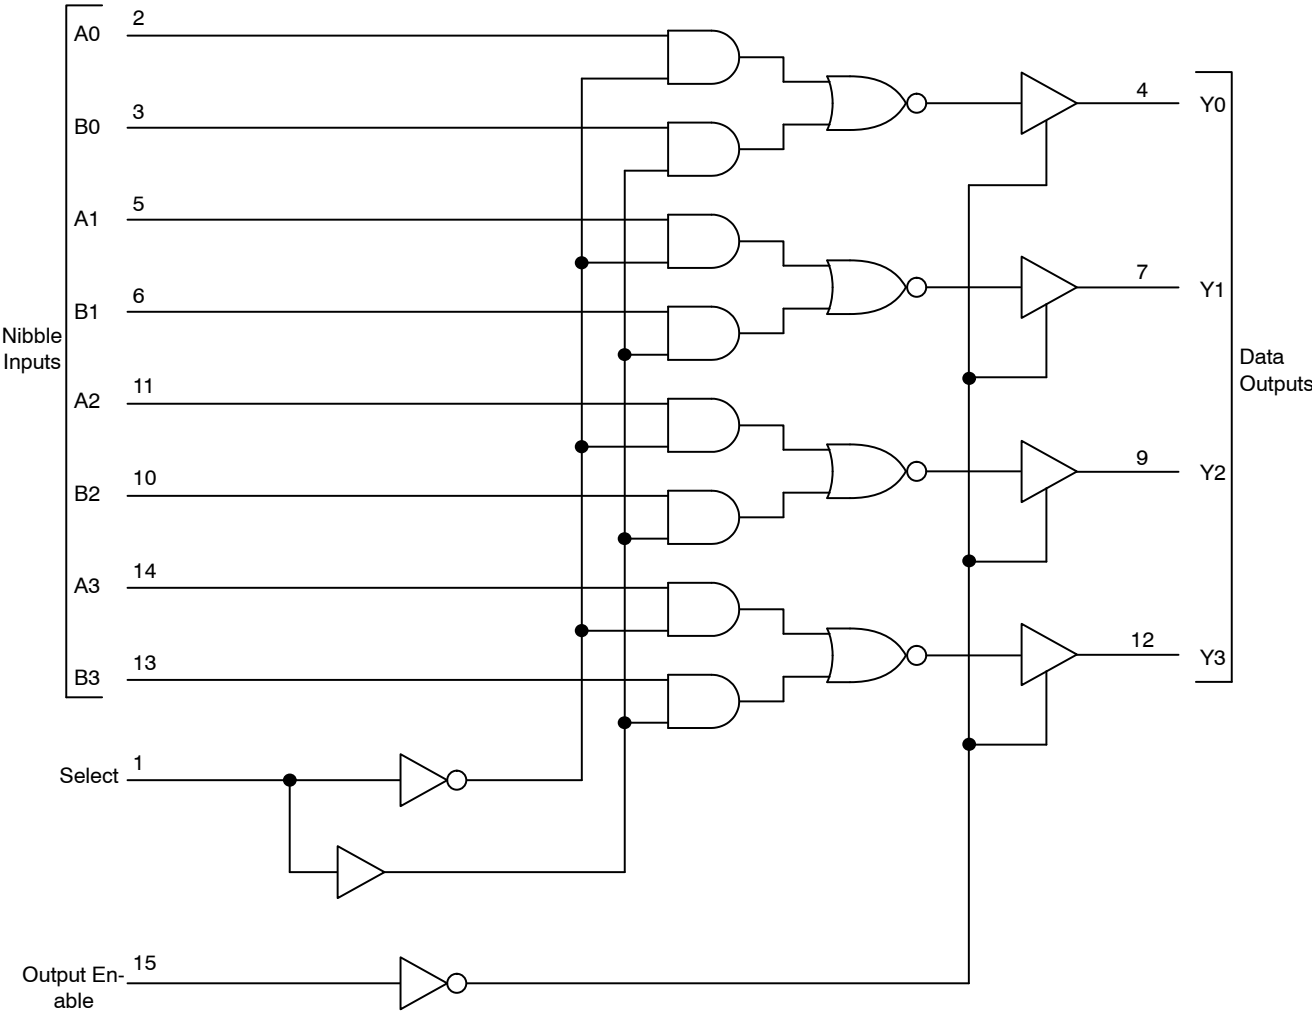 A0 2
B0 3
A1 5
B1 6
Nibble
Inputs
A2 11
B2 10
A3 14
B3 13
Select 1
Output En-
able
15
4 Y0
7 Y1
Data
Outputs
9 Y2
12 Y3